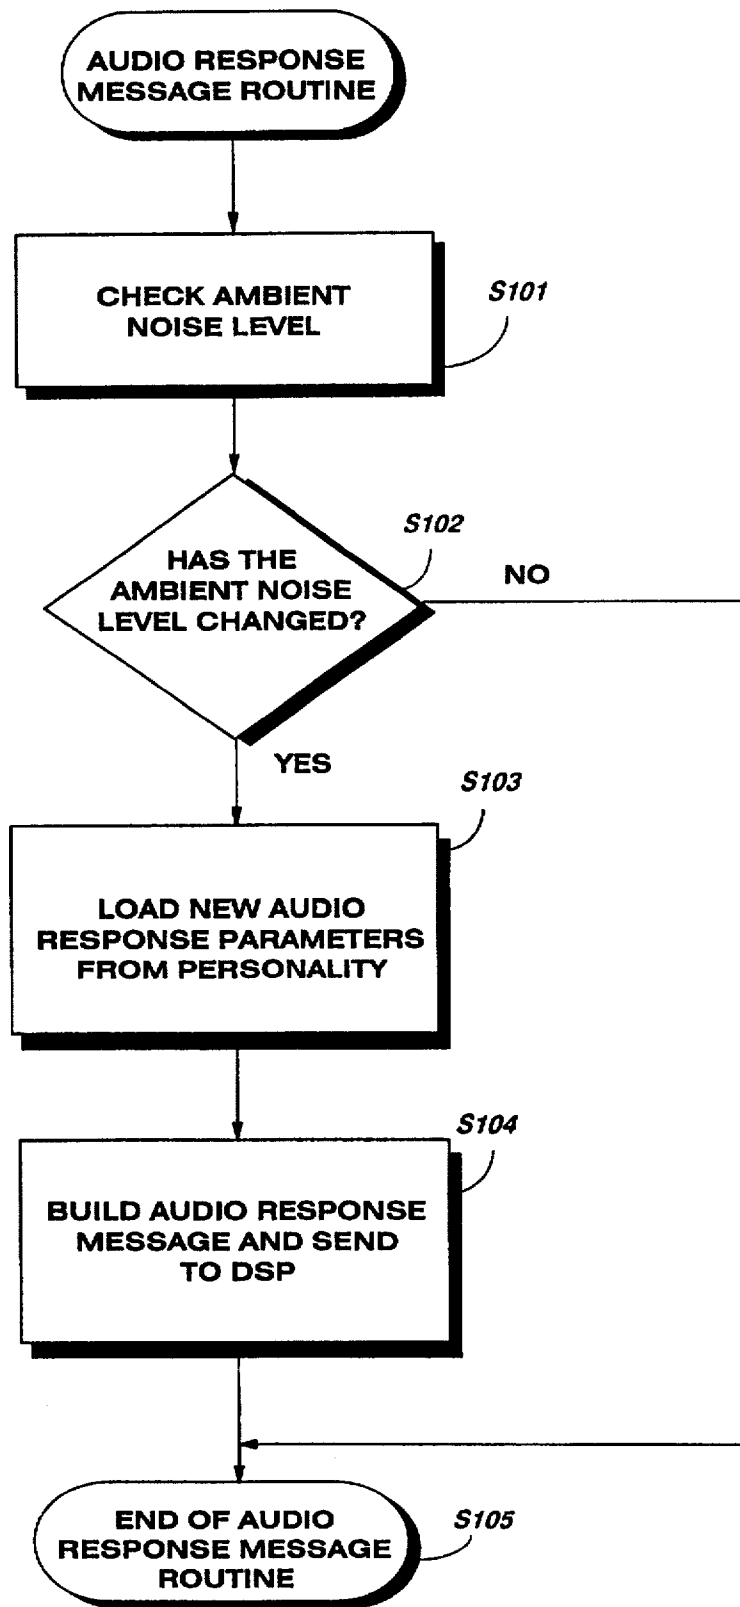 AUDIO RESPONSE
MESSAGE ROUTINE
CHECK AMBIENT
NOISE LEVEL
S101
HAS THE
AMBIENT NOISE
LEVEL CHANGED?
S102
NO
YES
S103
LOAD NEW AUDIO
RESPONSE PARAMETERS
FROM PERSONALITY
S104
BUILD AUDIO RESPONSE
MESSAGE AND SEND
TO DSP
END OF AUDIO
RESPONSE MESSAGE
ROUTINE
S105